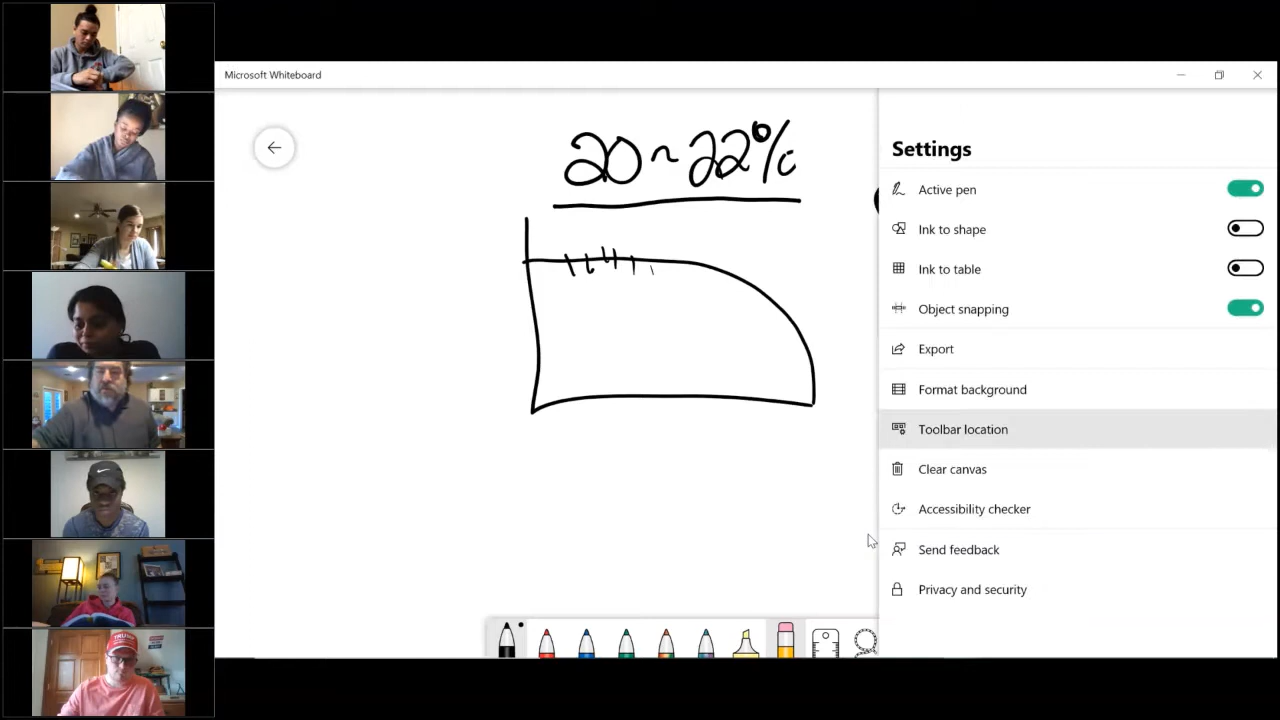 TRUMP
Microsoft Whiteboard
20~22%
Settings
Active pen
Ink to shape
Ink to table
Object snapping
Export
Format background
Toolbar location
Clear canvas
Accessibility checker
Send feedback
Privacy and security